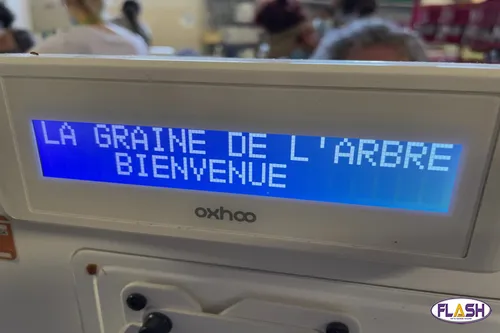 LA GRAINE DE L'ARBRE
BIENVENUE
oxhoo
FLASH